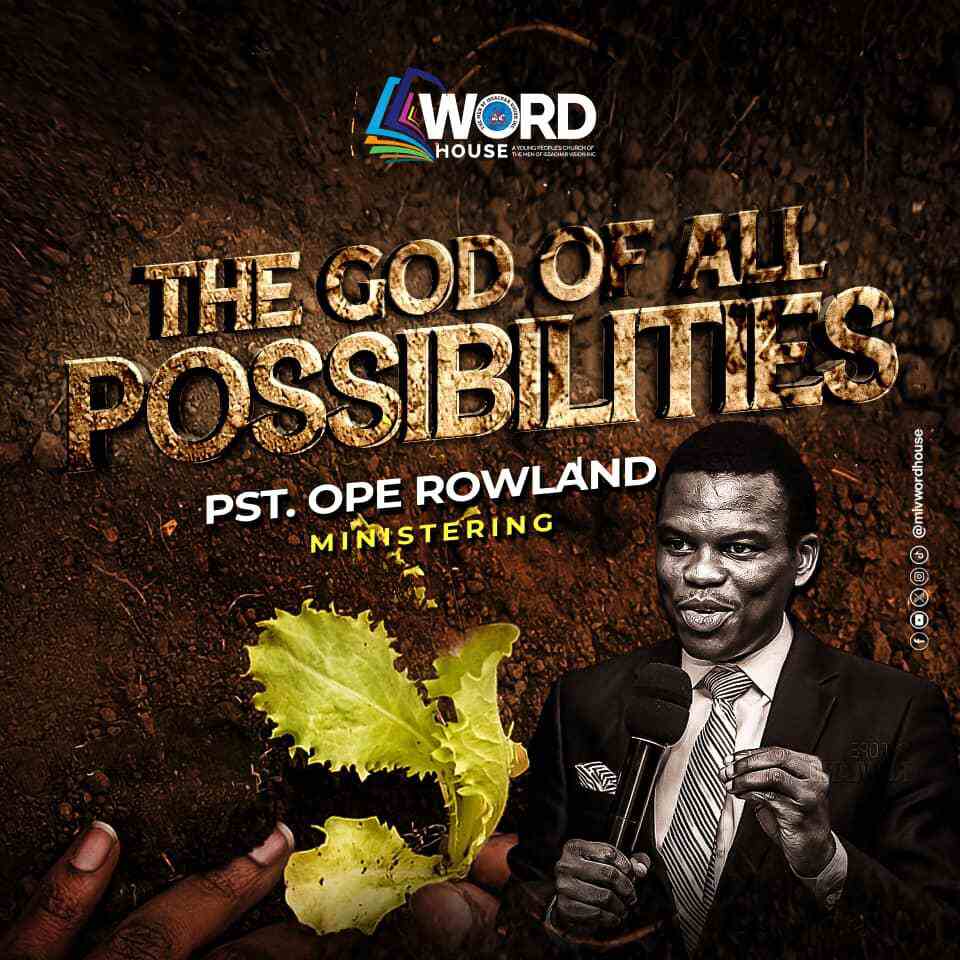 WORD
HOUSE
A YOUNG PEOPLE'S CHURCH OF
THE MEN OF ISSACHAR VISION INC
THE GOD OF ALL
POSSIBILITIES
PST. OPE ROWLAND
MINISTERING
@mivwordhouse